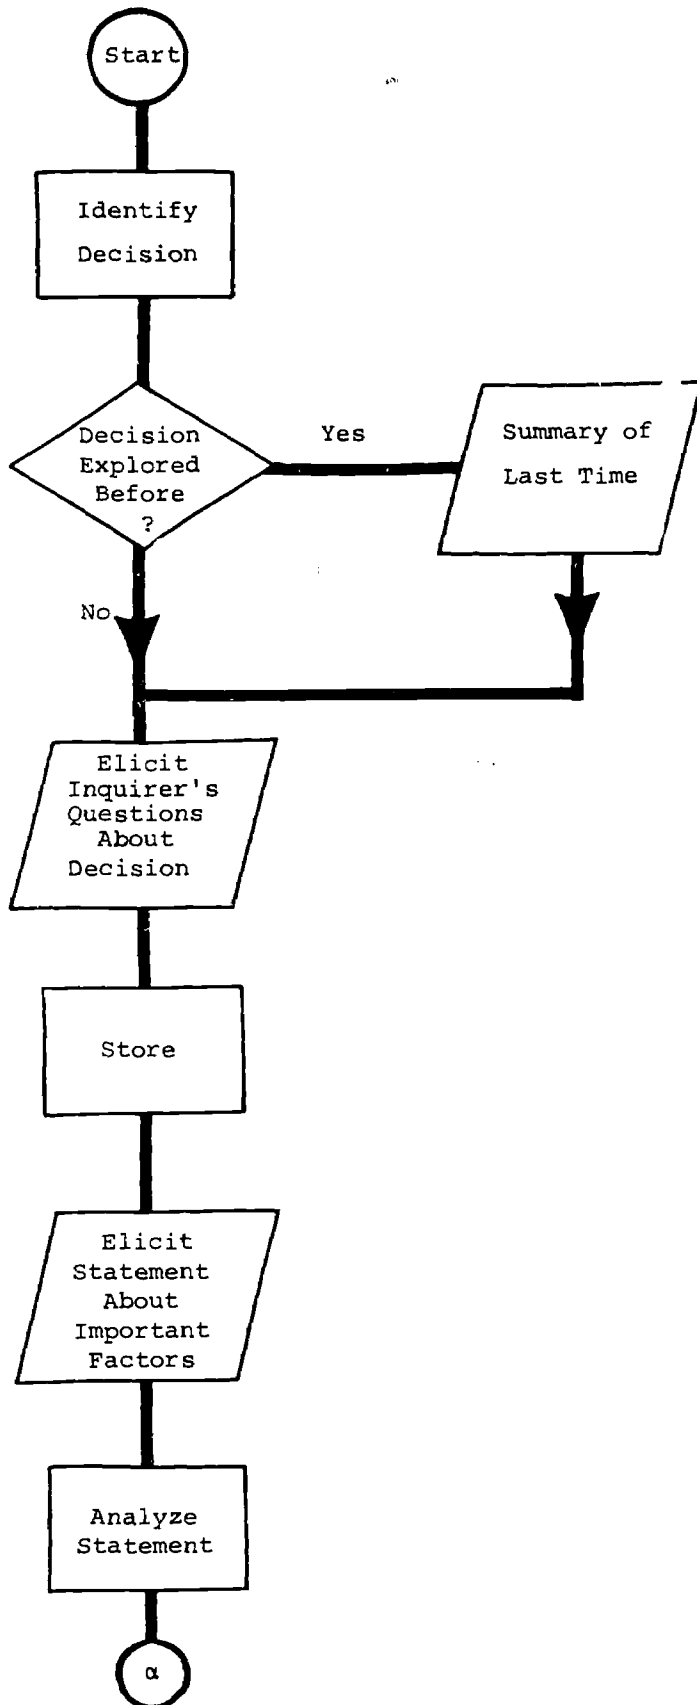 Start
Identify
Decision
Decision
Explored
Before
?
Yes
Summary of
Last Time
No
Elicit
Inquirer's
Questions
About
Decision
Store
Elicit
Statement
About
Important
Factors
Analyze
Statement
α